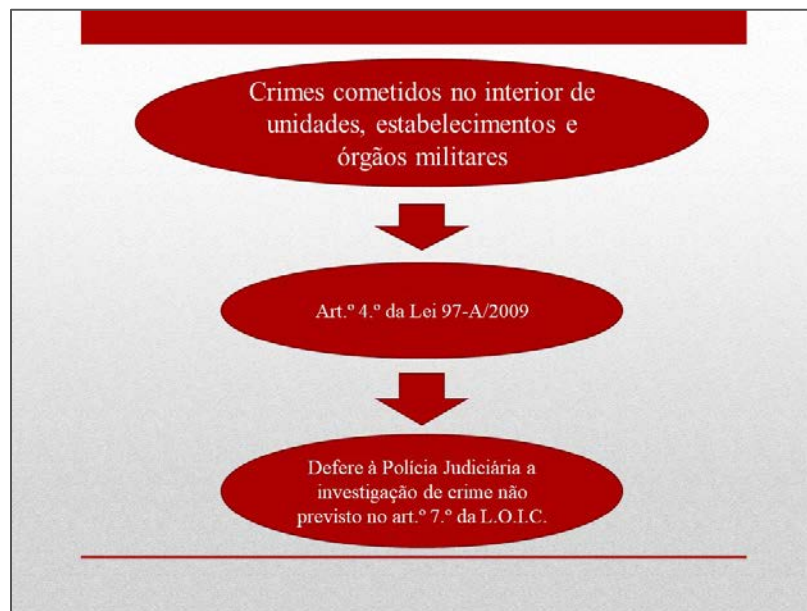 Crimes cometidos no interior de
unidades, estabelecimentos e
órgãos militares
Art.º 4.º da Lei 97-A/2009
Defere à Polícia Judiciária a
investigação de crime não
previsto no art.º 7.º da L.O.I.C.